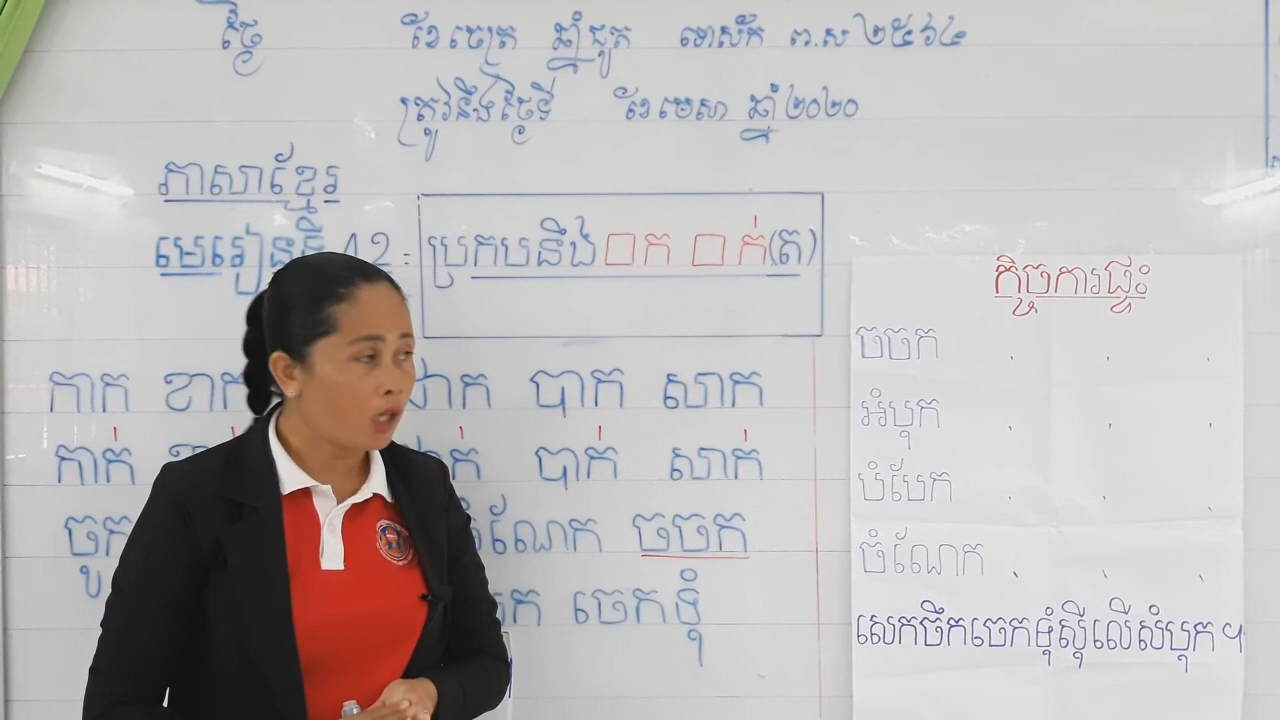 ថ្ងៃ ខែ ចេត្រ ឆ្នាំ ជូត ទោស័ក ព.ស ២៥៦៤
ត្រូវនឹងថ្ងៃទី ខែ មេសា ឆ្នាំ ២០២០
ភាសាខ្មែរ
មេរៀនទី 42 : ប្រកបនឹង □ក □ក់ (ត)
កាក ខាក ជាក បាក សាក
កាក់ បាក់ សាក់
ចំណែក ចចក
ចេកទុំ
កិច្ចការផ្ទះ
ចចក . . .
អំបុក . . .
បំបែក . . .
ចំណែក . . .
សេកចឹកចេកទុំស៊ីលើសំបុក ។